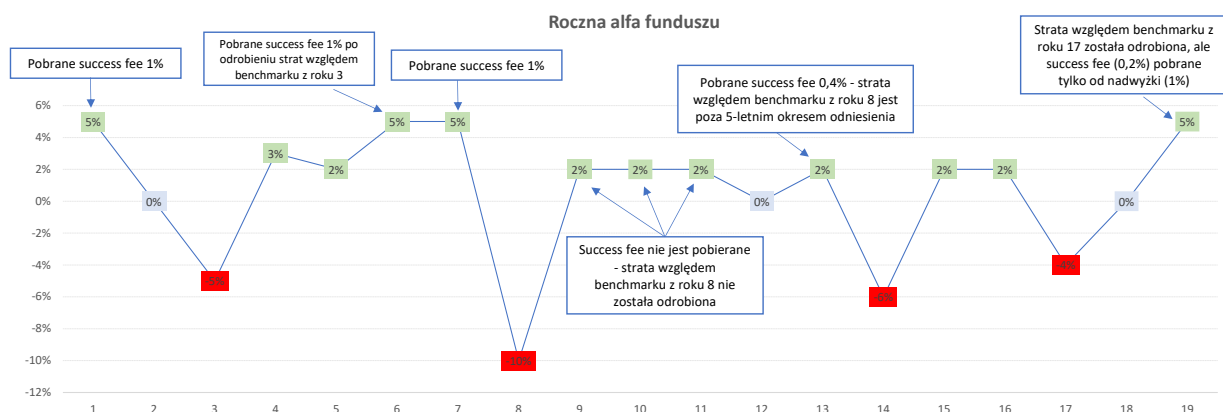 Roczna alfa funduszu
Pobrane success fee 1%
Pobrane success fee 1% po
odrobieniu strat względem
benchmarku z roku 3
Pobrane success fee 1%
Pobrane success fee 0,4% - strata
względem benchmarku z roku 8 jest
poza 5-letnim okresem odniesienia
Strata względem benchmarku z
roku 17 została odrobiona, ale
success fee (0,2%) pobrane
tylko od nadwyżki (1%)
Success fee nie jest pobierane
- strata względem
benchmarku z roku 8 nie
została odrobiona
6%
4%
2%
0%
-2%
-4%
-6%
-8%
-10%
-12%
5%
0%
-5%
3%
2%
5%
5%
-10%
2%
2%
2%
0%
2%
-6%
2%
2%
-4%
0%
5%
1 2 3 4 5 6 7 8 9 10 11 12 13 14 15 16 17 18 19